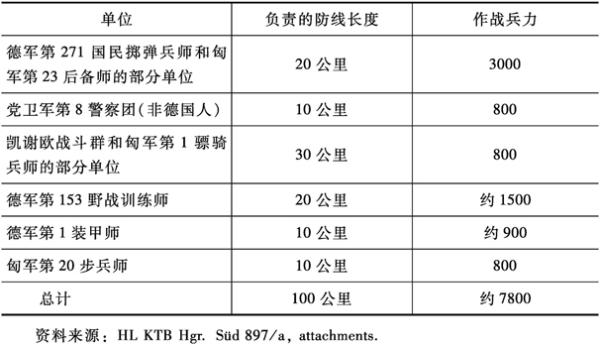 单位 负责的防线长度 作战兵力
德军第 271 国民掷弹兵师和匈
军第 23 后备师的部分单位 20 公里 3000
党卫军第 8 警察团(非德国人) 10 公里 800
凯谢欧战斗群和匈军第 1 骠骑
兵师的部分单位 30 公里 800
德军第 153 野战训练师 20 公里 约 1500
德军第 1 装甲师 10 公里 约 900
匈军第 20 步兵师 10 公里 800
总计 100 公里 约 7800
资料来源：HL KTB Hgr. Süd 897/a, attachments.